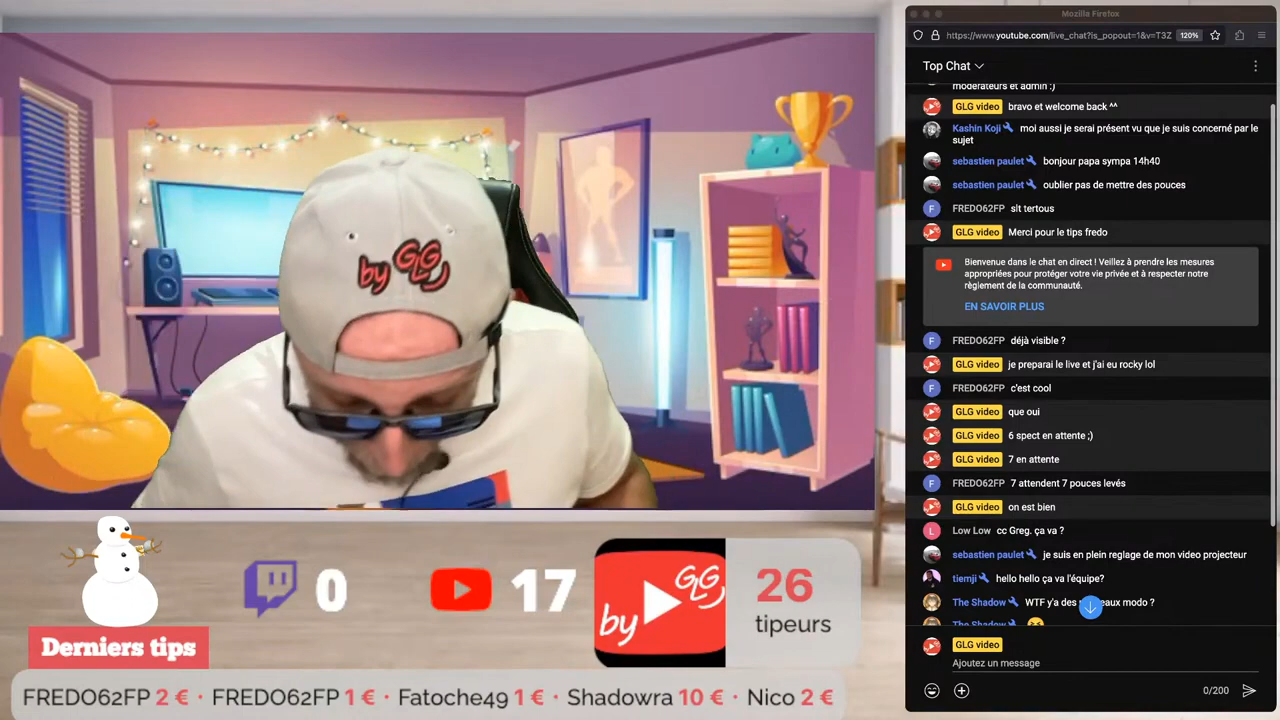 by GLG
0
17
by GLG
26
tipeurs
Derniers tips
FREDO62FP 2 € · FREDO62FP 1 € · Fatoche49 1 € · Shadowra 10 € · Nico 2 €
Mozilla Firefox
https://www.youtube.com/live_chat?is_popout=1&v=T3Z 120%
Top Chat
modérateurs et admin :)
GLG video bravo et welcome back ^^
Kashin Koji moi aussi je serai présent vu que je suis concerné par le
sujet
sebastien paulet bonjour papa sympa 14h40
sebastien paulet oublier pas de mettre des pouces
F FREDO62FP slt tertous
GLG video Merci pour le tips fredo
Bienvenue dans le chat en direct ! Veillez à prendre les mesures
appropriées pour protéger votre vie privée et à respecter notre
règlement de la communauté.
EN SAVOIR PLUS
F FREDO62FP déjà visible ?
GLG video je preparai le live et j'ai eu rocky lol
F FREDO62FP c'est cool
GLG video que oui
GLG video 6 spect en attente ;)
GLG video 7 en attente
F FREDO62FP 7 attendent 7 pouces levés
GLG video on est bien
L Low Low cc Greg. ça va ?
sebastien paulet je suis en plein reglage de mon video projecteur
tiemji hello hello ça va l'équipe?
The Shadow WTF y'a des eaux modo ?
The Shadow
GLG video
Ajoutez un message
0/200